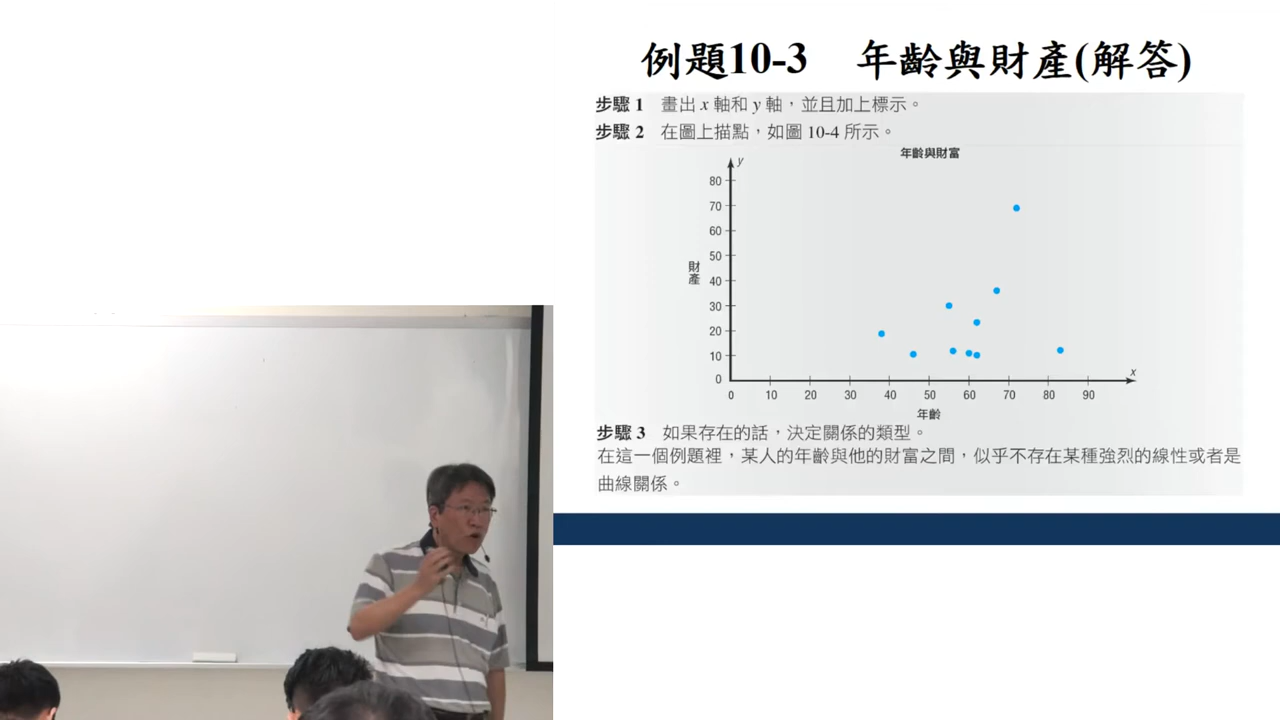 例題10-3 年齡與財產(解答)
步驟 1 畫出 x 軸和 y 軸，並且加上標示。
步驟 2 在圖上描點，如圖 10-4 所示。
年齡與財富
y
80
70
60
50
40
30
20
10
0
財產
x
0 10 20 30 40 50 60 70 80 90
年齡
步驟 3 如果存在的話，決定關係的類型。
在這一個例題裡，某人的年齡與他的財富之間，似乎不存在某種強烈的線性或者是
曲線關係。